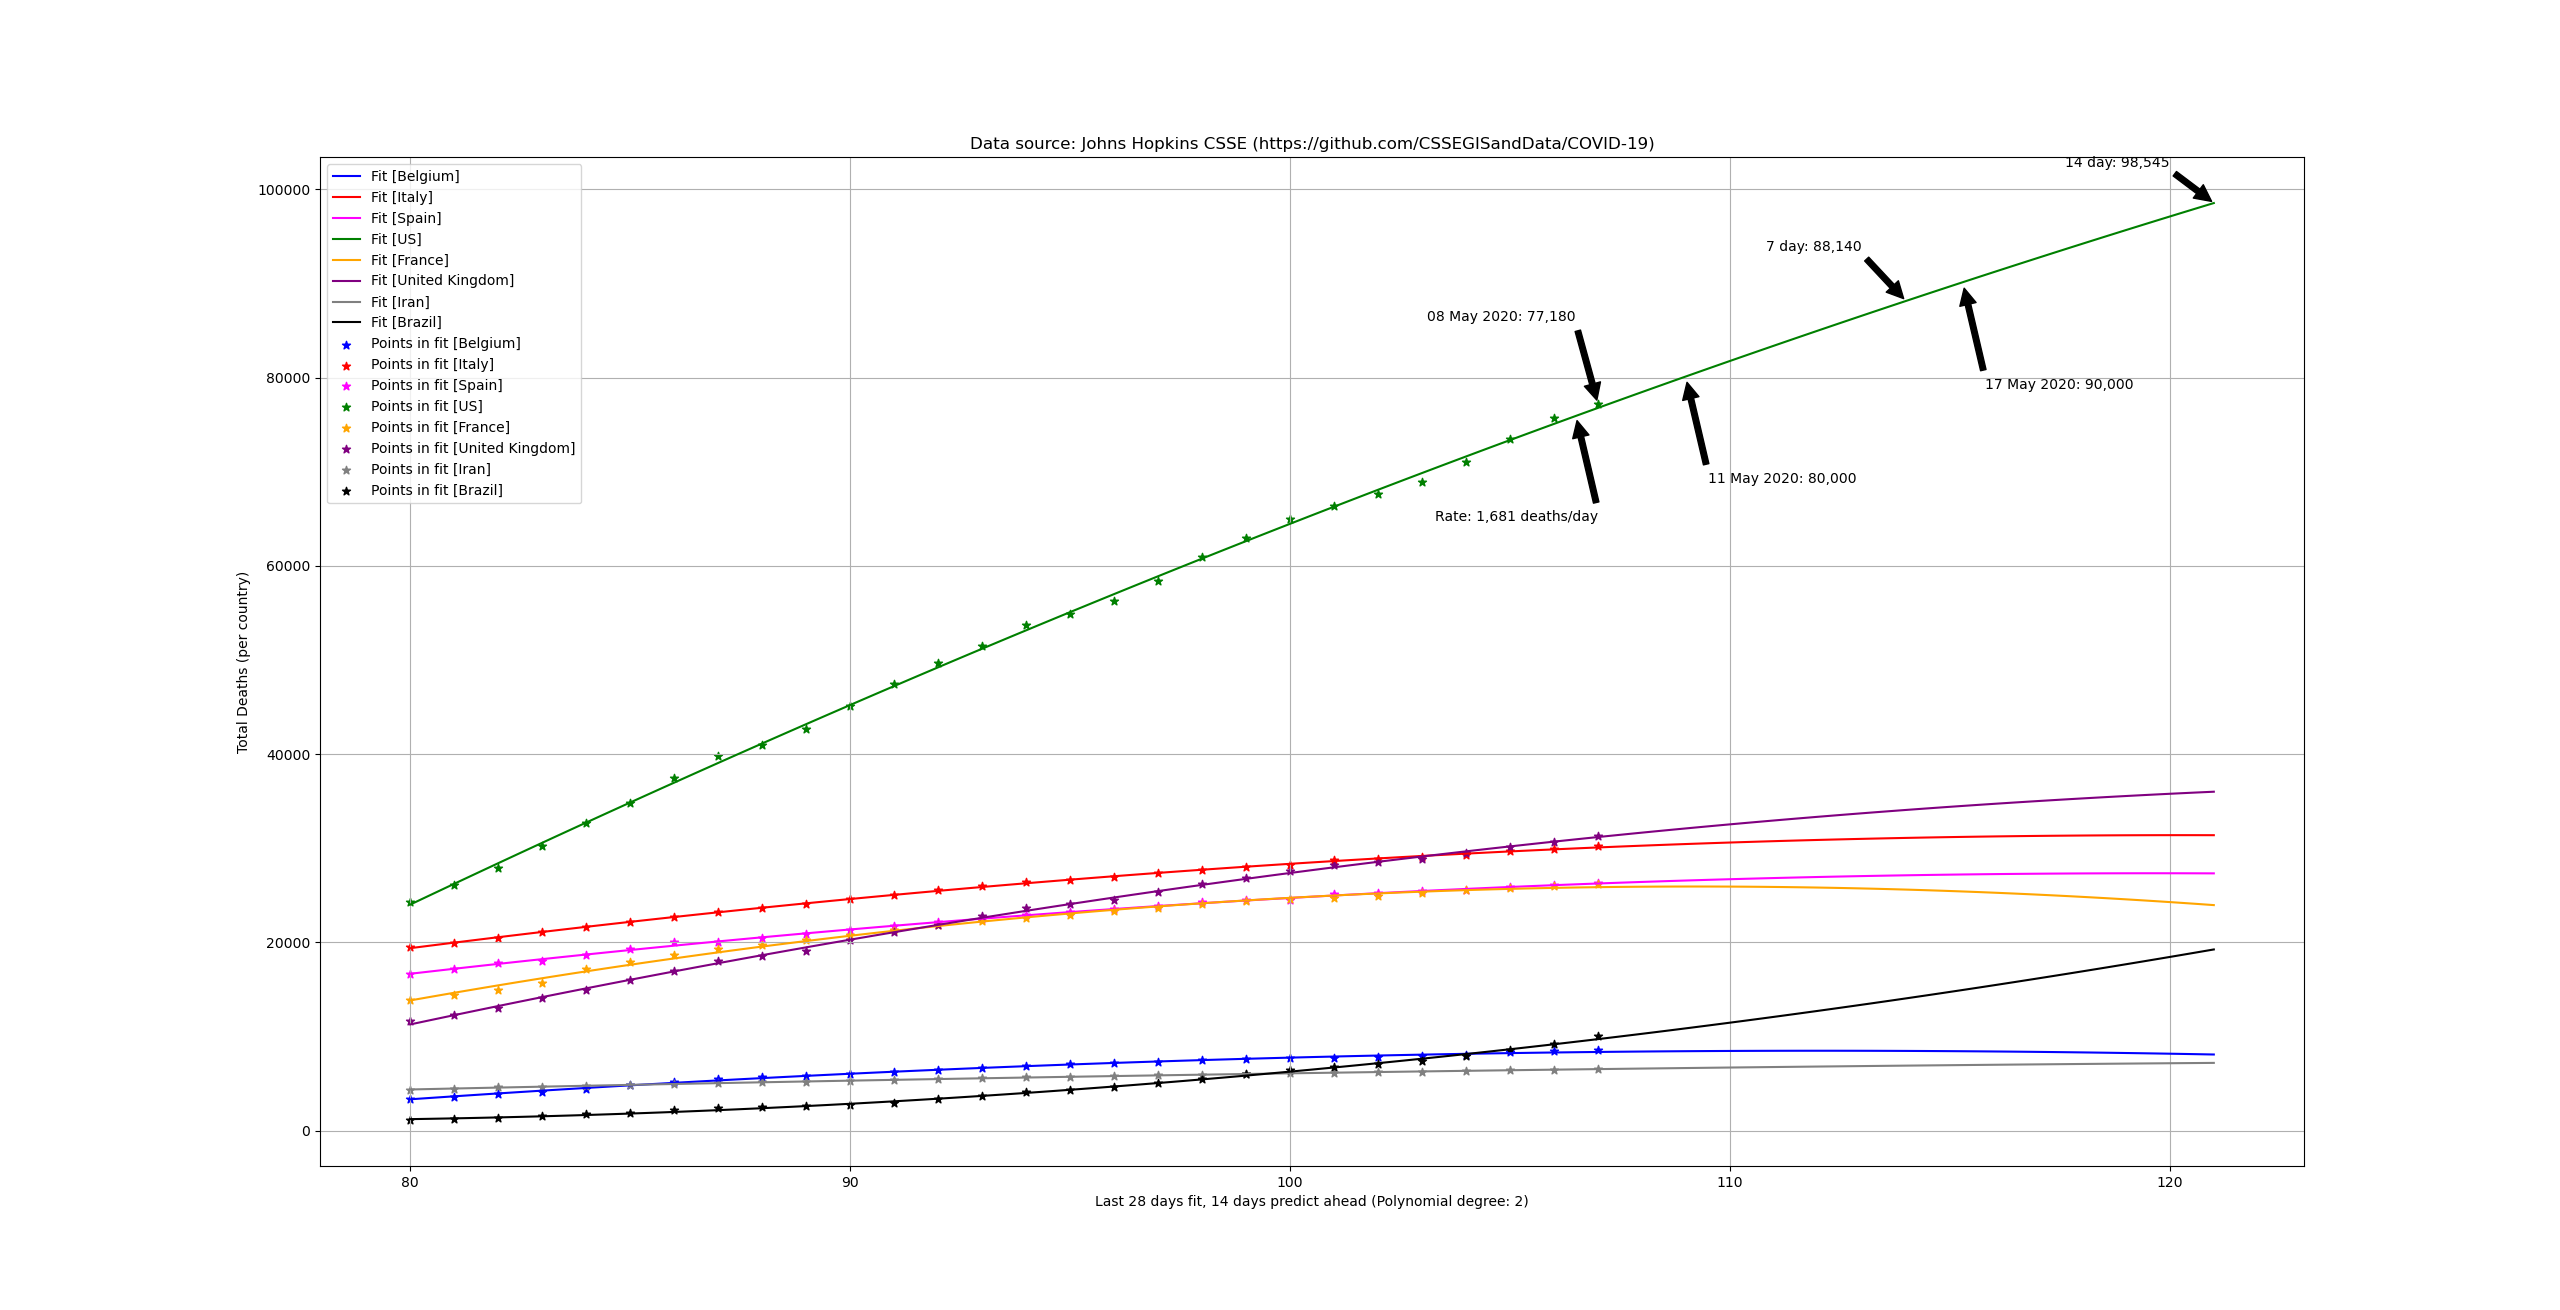 Data source: Johns Hopkins CSSE (https://github.com/CSSEGISandData/COVID-19)
Fit [Belgium]
Fit [Italy]
Fit [Spain]
Fit [US]
Fit [France]
Fit [United Kingdom]
Fit [Iran]
Fit [Brazil]
Points in fit [Belgium]
Points in fit [Italy]
Points in fit [Spain]
Points in fit [US]
Points in fit [France]
Points in fit [United Kingdom]
Points in fit [Iran]
Points in fit [Brazil]
14 day: 98,545
7 day: 88,140
08 May 2020: 77,180
17 May 2020: 90,000
11 May 2020: 80,000
Rate: 1,681 deaths/day
Total Deaths (per country)
100000
80000
60000
40000
20000
0
80 90 100 110 120
Last 28 days fit, 14 days predict ahead (Polynomial degree: 2)